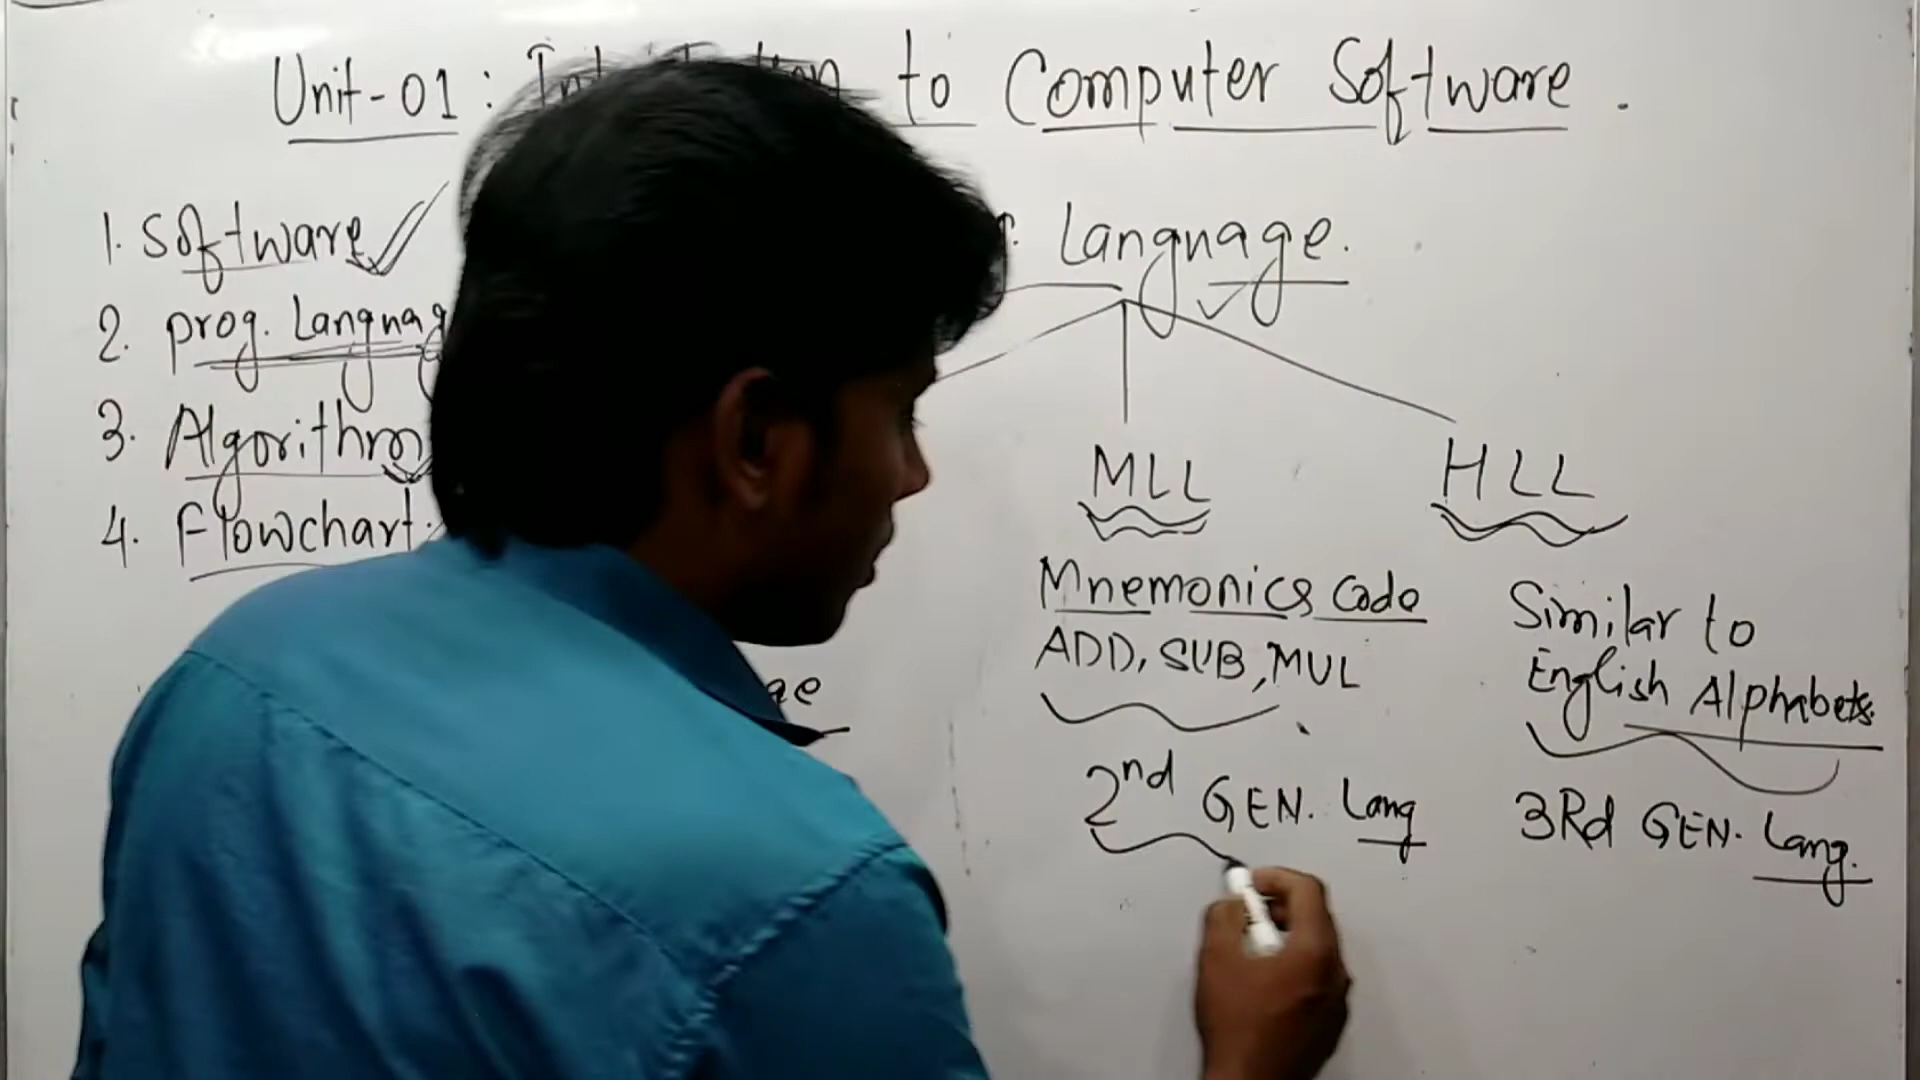 Unit-01: to Computer Software.
1. Software
2. prog. Languag
3. Algorithm
4. Flowchart
Language.
MLL
Mnemonics Code
ADD, SUB, MUL
2nd GEN. Lang
HLL
Similar to
English Alphabets.
3Rd GEN. Lang.